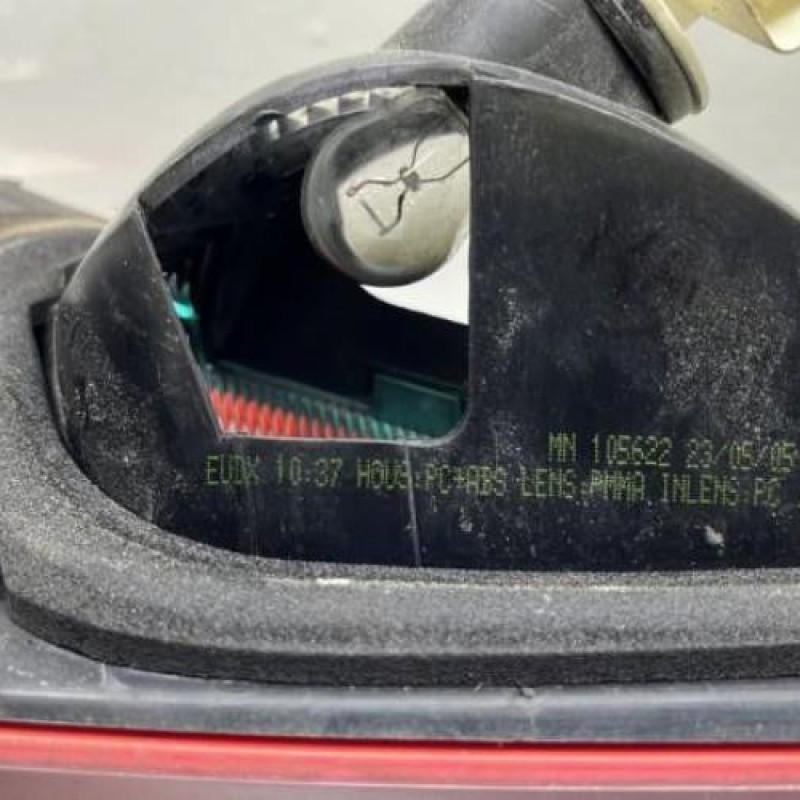 MN 105622 23/05/05
EUDX 10:37 HOUS:PC+ABS LENS:PMMA INLENS:PC